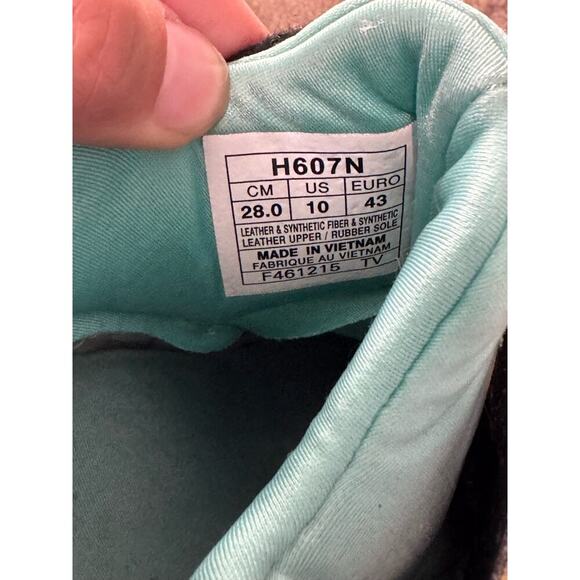 H607N
CM US EURO
28.0 10 43
LEATHER & SYNTHETIC FIBER & SYNTHETIC
LEATHER UPPER / RUBBER SOLE
MADE IN VIETNAM
FABRIQUE AU VIETNAM
F461215 TV